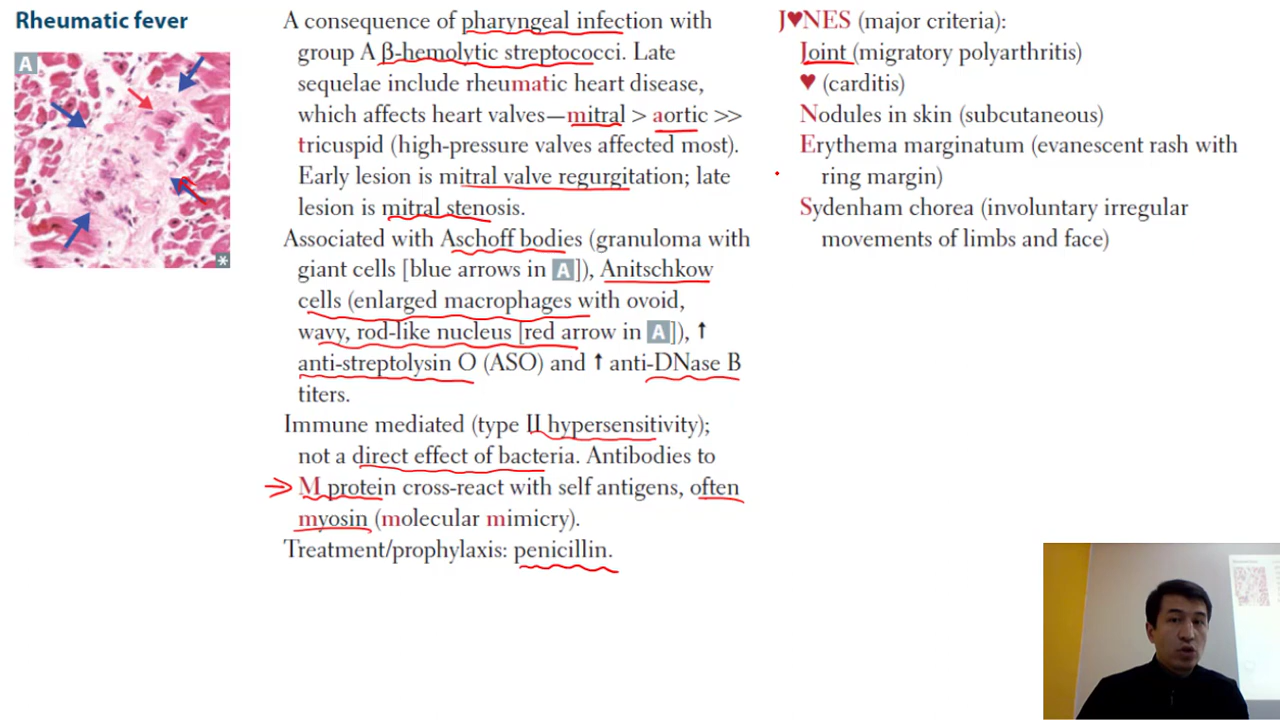 Rheumatic fever
A
*
A consequence of pharyngeal infection with
group A β-hemolytic streptococci. Late
sequelae include rheumatic heart disease,
which affects heart valves—mitral > aortic >>
tricuspid (high-pressure valves affected most).
Early lesion is mitral valve regurgitation; late
lesion is mitral stenosis.
Associated with Aschoff bodies (granuloma with
giant cells [blue arrows in A]), Anitschkow
cells (enlarged macrophages with ovoid,
wavy, rod-like nucleus [red arrow in A]), ↑
anti-streptolysin O (ASO) and ↑ anti-DNase B
titers.
Immune mediated (type II hypersensitivity);
not a direct effect of bacteria. Antibodies to
M protein cross-react with self antigens, often
myosin (molecular mimicry).
Treatment/prophylaxis: penicillin.
J♥NES (major criteria):
Joint (migratory polyarthritis)
♥ (carditis)
Nodules in skin (subcutaneous)
Erythema marginatum (evanescent rash with
ring margin)
Sydenham chorea (involuntary irregular
movements of limbs and face)